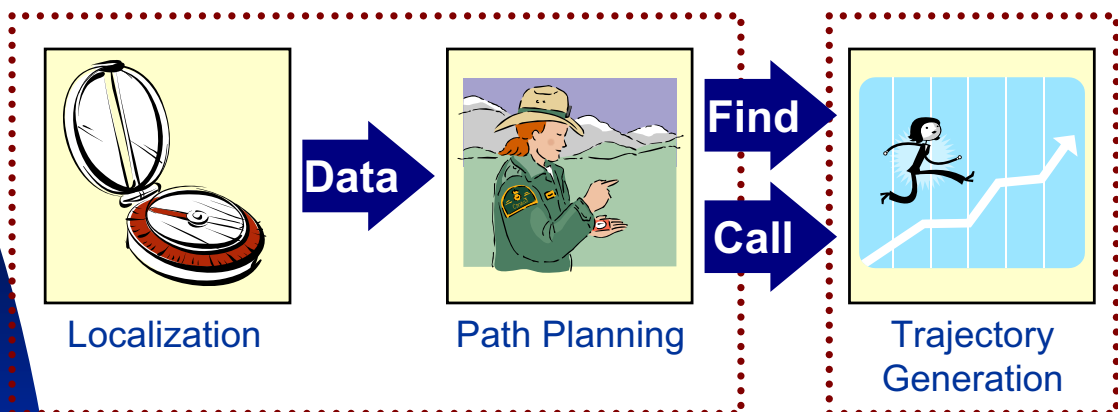 Data
Find
Call
Localization
Path Planning
Trajectory
Generation